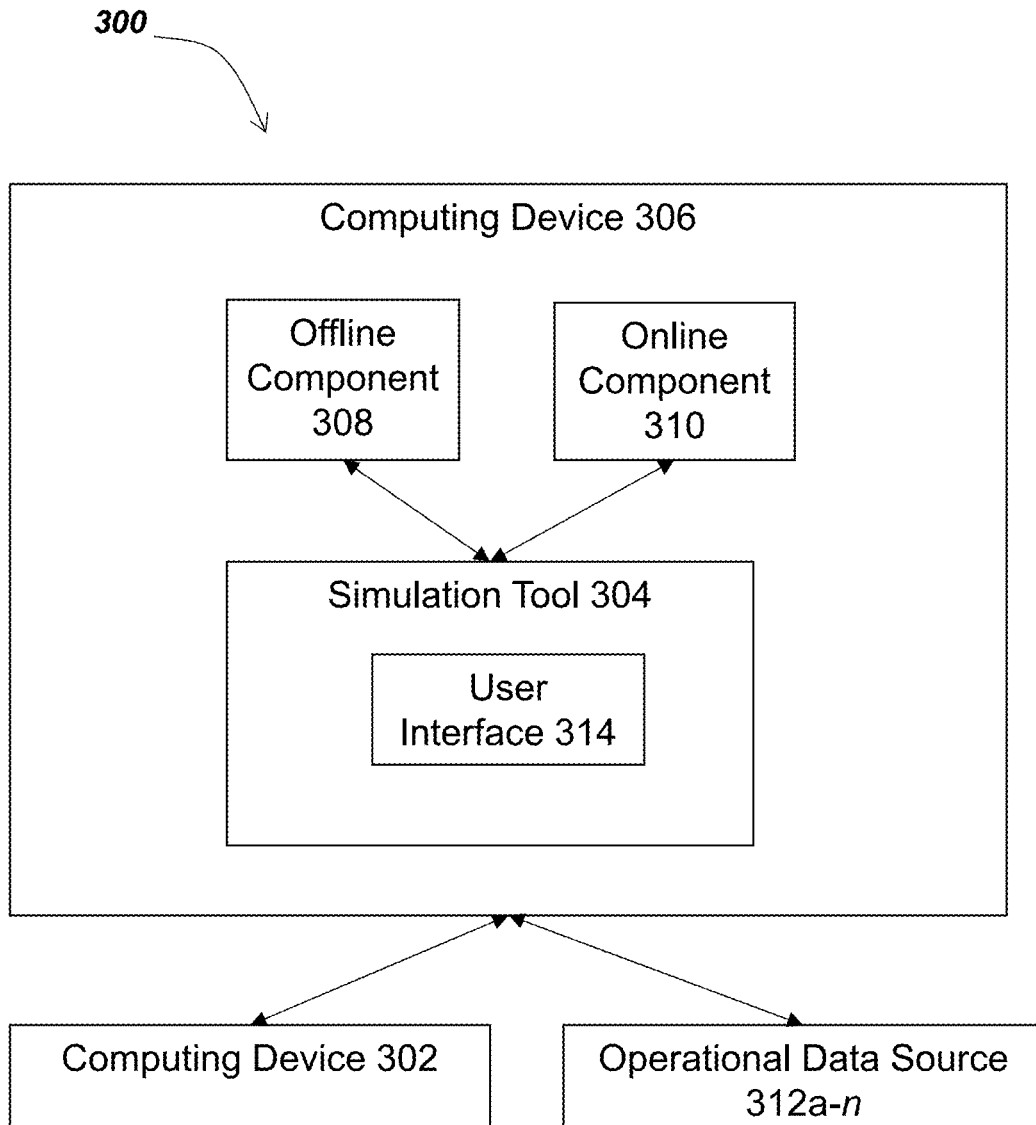 300
Computing Device 306
Offline
Component
308
Online
Component
310
Simulation Tool 304
User
Interface 314
Computing Device 302
Operational Data Source
312a-n